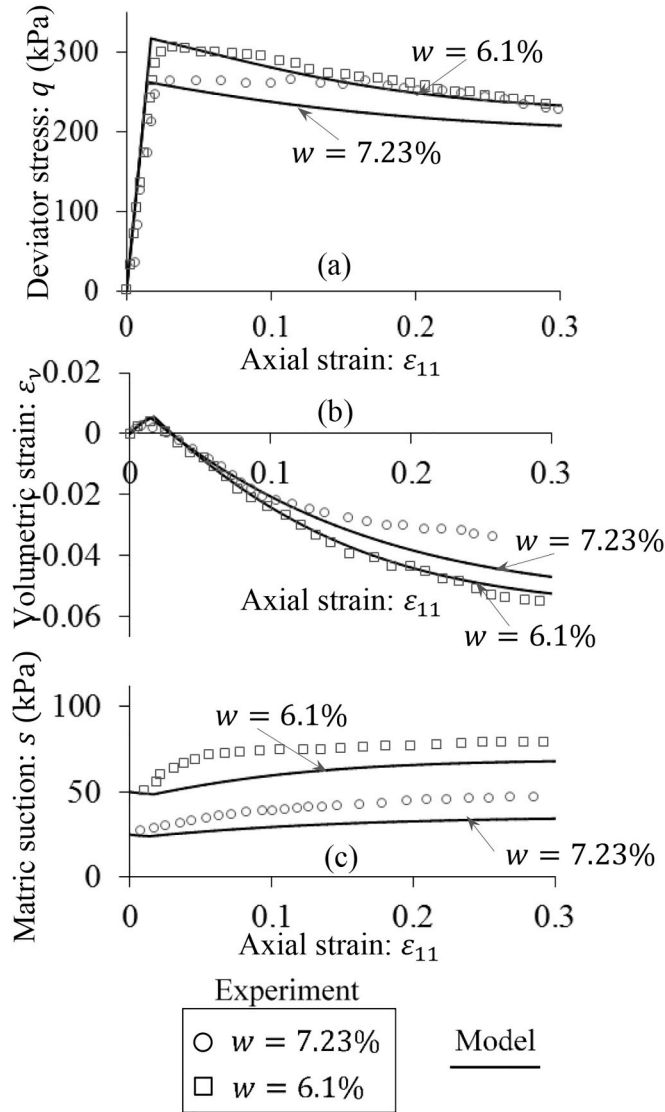 Deviator stress: q (kPa)
300
200
100
0
w = 6.1%
w = 7.23%
(a)
0
0.1
0.2
0.3
Axial strain: ε₁₁
Volumetric strain: εᵥ
-0.02
0
-0.02
-0.04
-0.06
(b)
0.1
0.2
0.3
w = 7.23%
Axial strain: ε₁₁
w = 6.1%
Matric suction: s (kPa)
100
50
0
w = 6.1%
(c)
w = 7.23%
0
0.1
0.2
0.3
Axial strain: ε₁₁
Experiment
w = 7.23%
w = 6.1%
Model